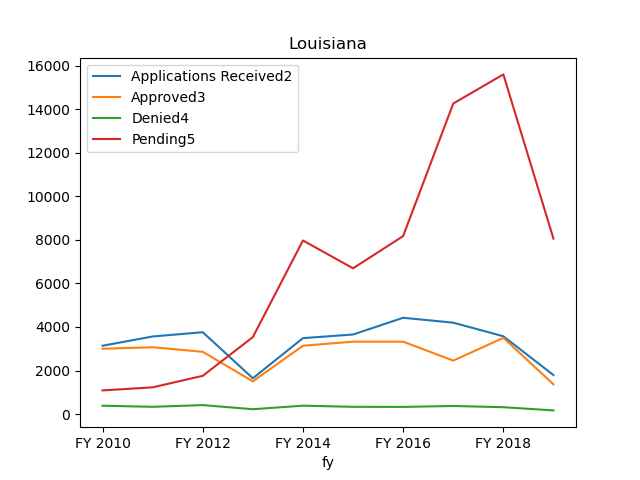 Louisiana
16000
14000
12000
10000
8000
6000
4000
2000
0
Applications Received2
Approved3
Denied4
Pending5
FY 2010 FY 2012 FY 2014 FY 2016 FY 2018
fy